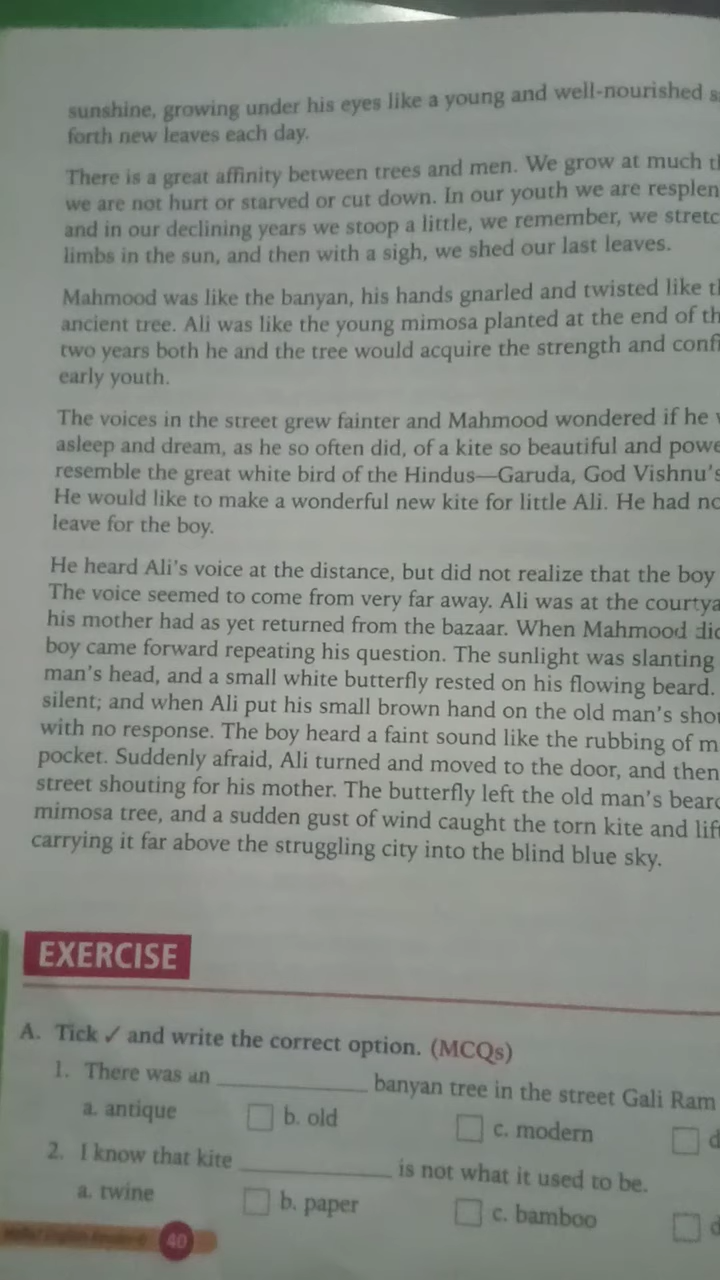 sunshine, growing under his eyes like a young and well-nourished
forth new leaves each day.
There is a great affinity between trees and men. We grow at much
we are not hurt or starved or cut down. In our youth we are
and in our declining years we stoop a little, we remember, we
limbs in the sun, and then with a sigh, we shed our last leaves.
Mahmood was like the banyan, his hands gnarled and twisted like
ancient tree. Ali was like the young mimosa planted at the end of
two years both he and the tree would acquire the strength and
early youth.
The voices in the street grew fainter and Mahmood wondered if he
asleep and dream, as he so often did, of a kite so beautiful and
resemble the great white bird of the Hindus—Garuda, God Vishnu's
He would like to make a wonderful new kite for little Ali. He had
leave for the boy.
He heard Ali's voice at the distance, but did not realize that the boy
The voice seemed to come from very far away. Ali was at the
his mother had as yet returned from the bazaar. When Mahmood
boy came forward repeating his question. The sunlight was slanting
man's head, and a small white butterfly rested on his flowing beard.
silent; and when Ali put his small brown hand on the old man's
with no response. The boy heard a faint sound like the rubbing of
pocket. Suddenly afraid, Ali turned and moved to the door, and then
street shouting for his mother. The butterfly left the old man's
mimosa tree, and a sudden gust of wind caught the torn kite and
carrying it far above the struggling city into the blind blue sky.
EXERCISE
A. Tick ✓ and write the correct option. (MCQs)
1. There was an ____________ banyan tree in the street Gali Ram
a. antique b. old c. modern
2. I know that kite ____________ is not what it used to be.
a. twine b. paper c. bamboo
40